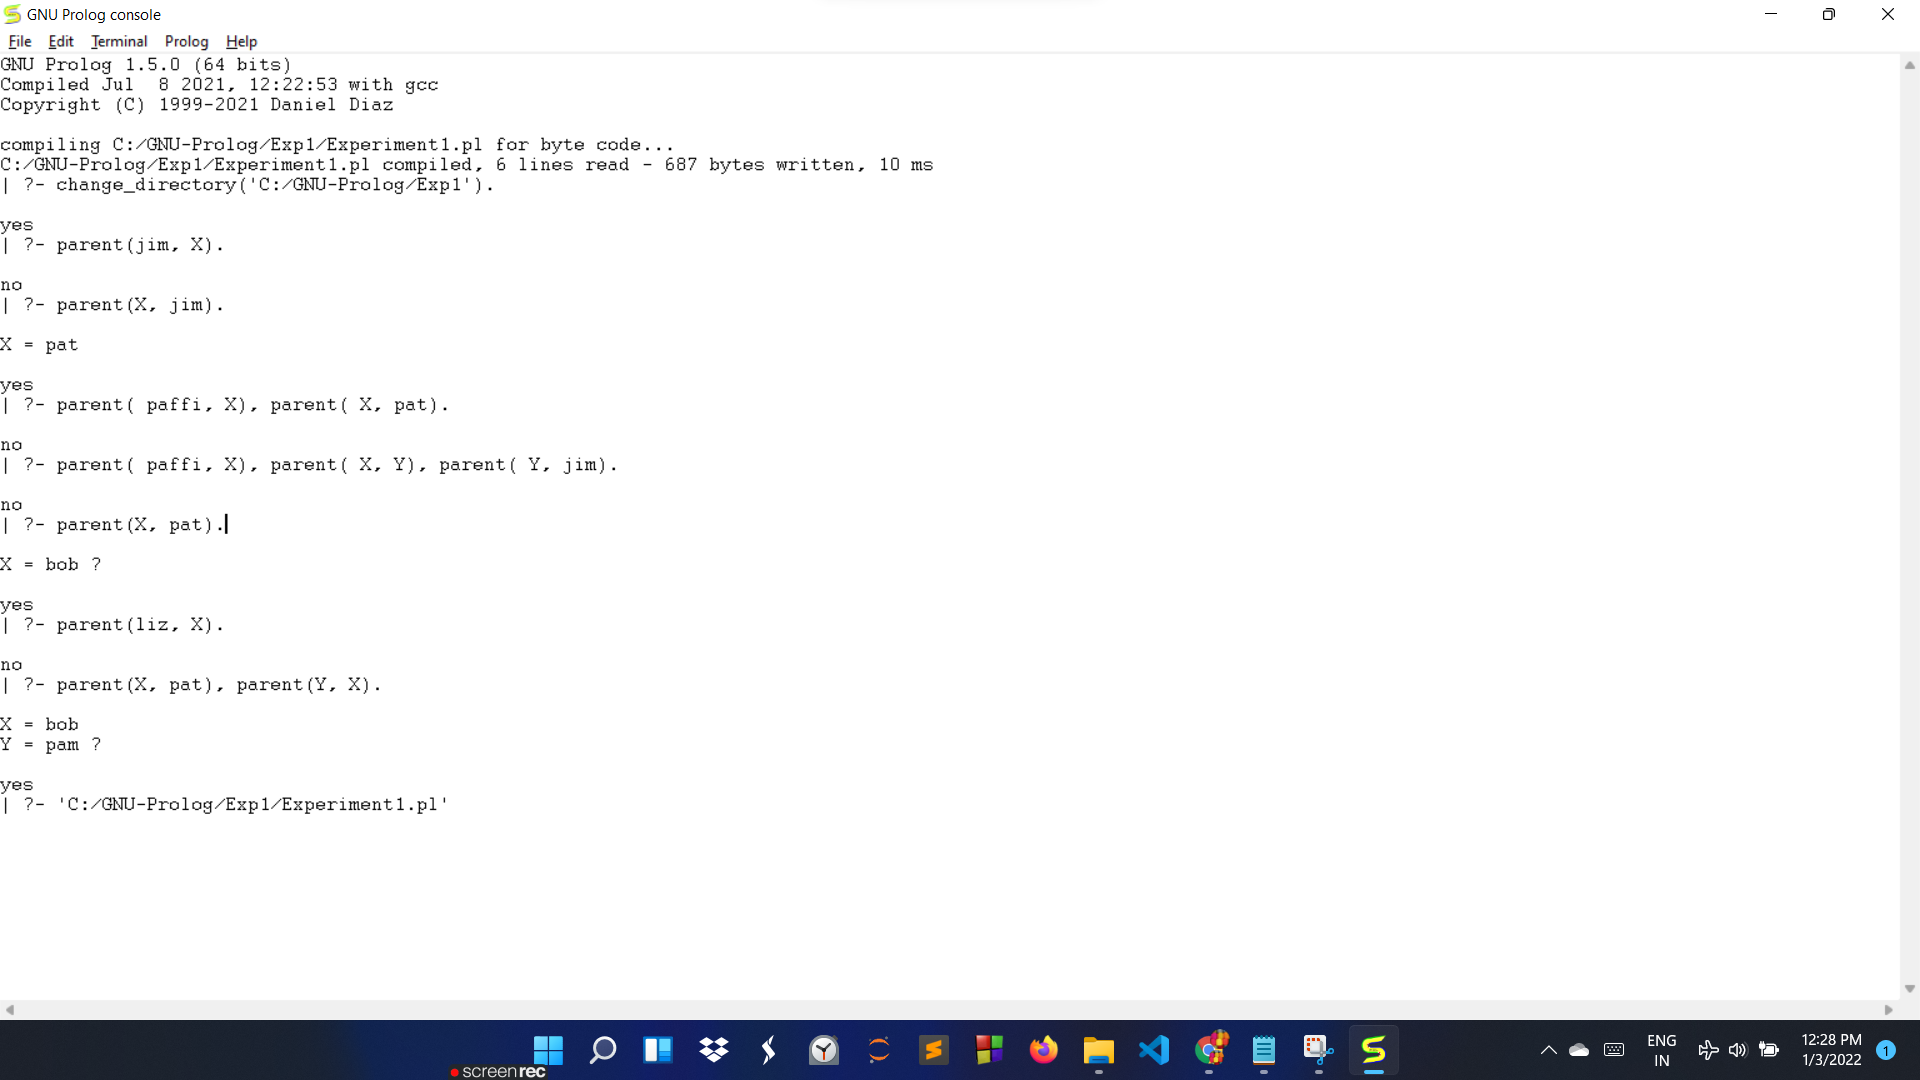 GNU Prolog console
File Edit Terminal Prolog Help
GNU Prolog 1.5.0 (64 bits)
Compiled Jul  8 2021, 12:22:53 with gcc
Copyright (C) 1999-2021 Daniel Diaz
compiling C:/GNU-Prolog/Exp1/Experiment1.pl for byte code...
C:/GNU-Prolog/Exp1/Experiment1.pl compiled, 6 lines read - 687 bytes written, 10 ms
| ?- change_directory('C:/GNU-Prolog/Exp1').
yes
| ?- parent(jim, X).
no
| ?- parent(X, jim).
X = pat
yes
| ?- parent( paffi, X), parent( X, pat).
no
| ?- parent( paffi, X), parent( X, Y), parent( Y, jim).
no
| ?- parent(X, pat).
X = bob ?
yes
| ?- parent(liz, X).
no
| ?- parent(X, pat), parent(Y, X).
X = bob
Y = pam ?
yes
| ?- 'C:/GNU-Prolog/Exp1/Experiment1.pl'
screenrec
ENG
IN
12:28 PM
1/3/2022
1